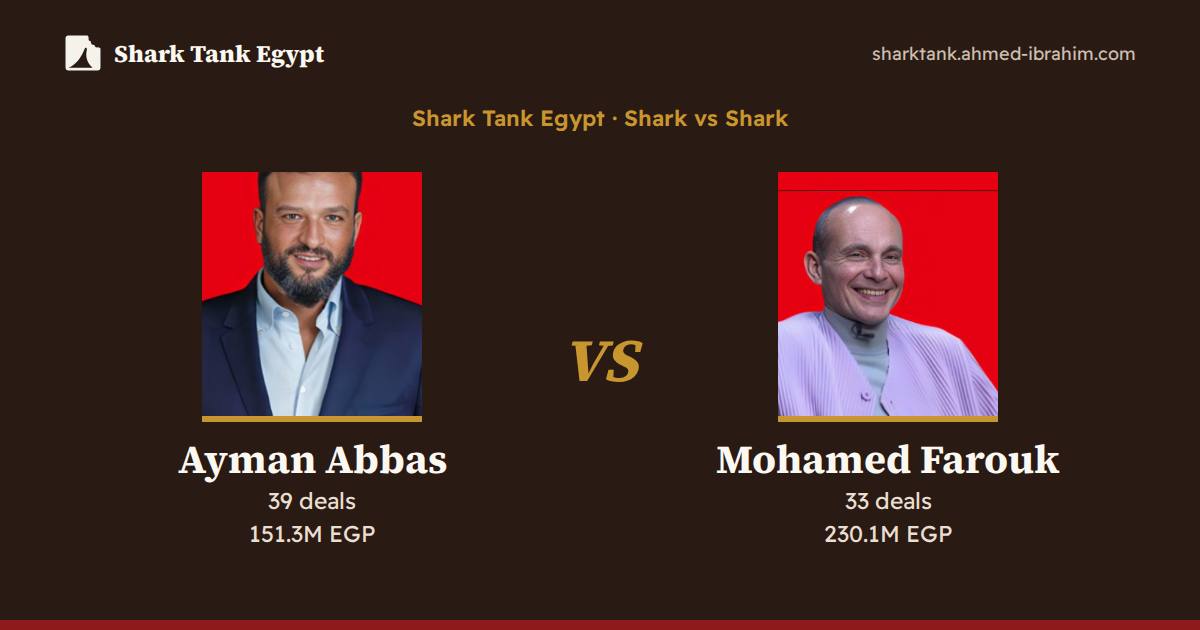 Shark Tank Egypt
sharktank.ahmed-ibrahim.com
Shark Tank Egypt · Shark vs Shark
VS
Ayman Abbas
39 deals
151.3M EGP
Mohamed Farouk
33 deals
230.1M EGP